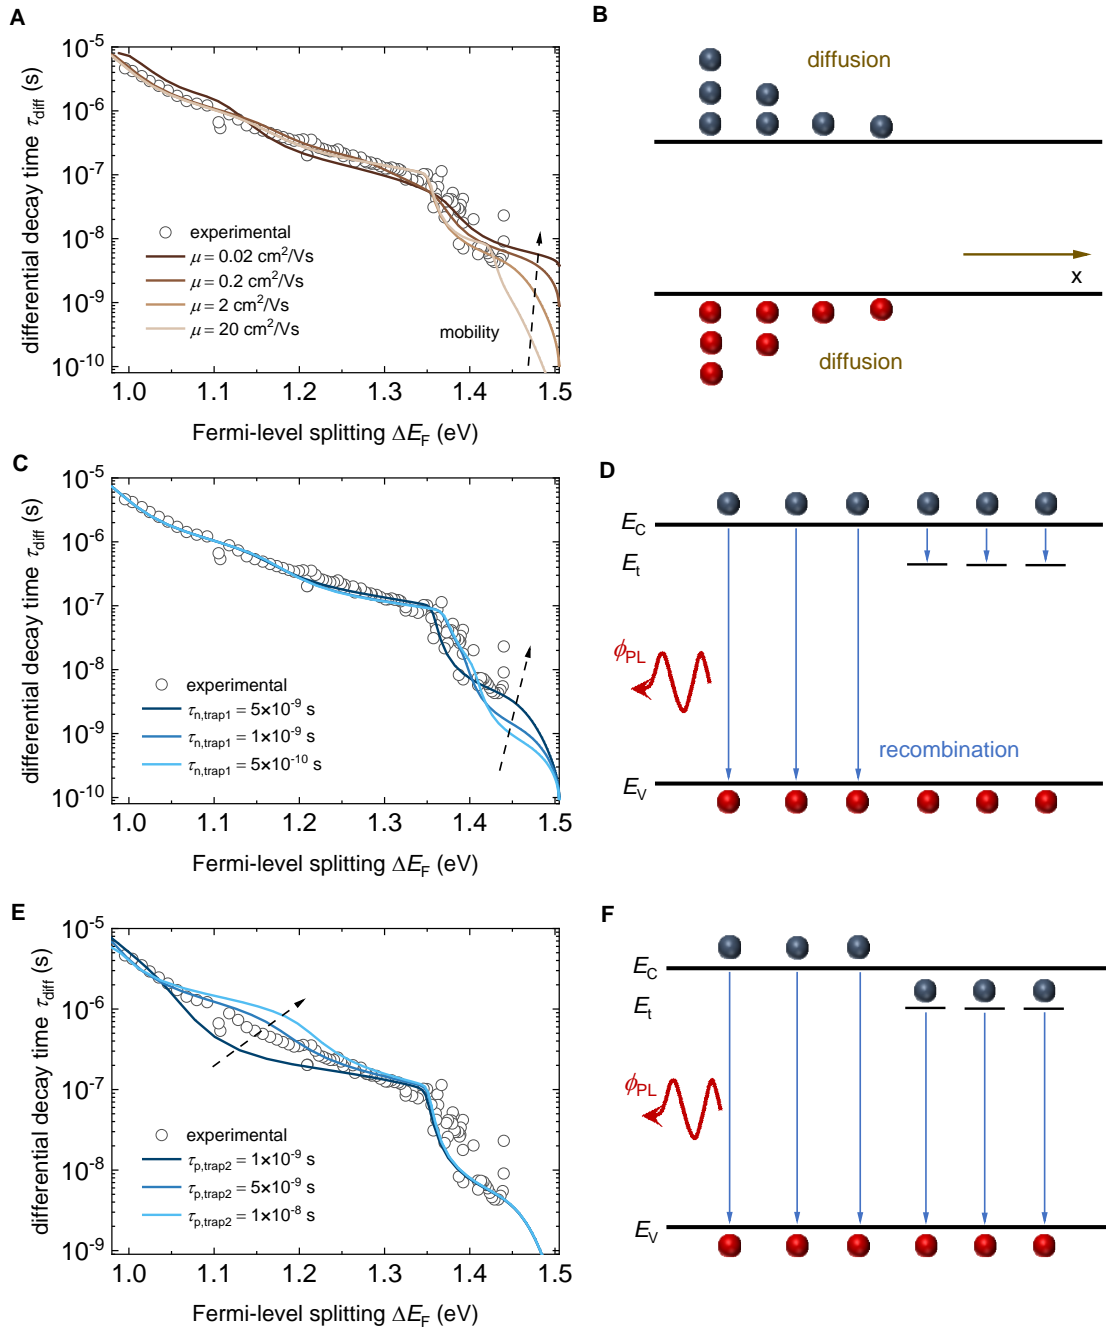 A
differential decay time τdiff (s)
10-5
10-6
10-7
10-8
10-9
10-10
experimental
μ = 0.02 cm2/Vs
μ = 0.2 cm2/Vs
μ = 2 cm2/Vs
μ = 20 cm2/Vs
mobility
1.0 1.1 1.2 1.3 1.4 1.5
Fermi-level splitting ΔEF (eV)
B
diffusion
x
diffusion
C
differential decay time τdiff (s)
10-5
10-6
10-7
10-8
10-9
10-10
experimental
τn,trap1 = 5×10-9 s
τn,trap1 = 1×10-9 s
τn,trap1 = 5×10-10 s
1.0 1.1 1.2 1.3 1.4 1.5
Fermi-level splitting ΔEF (eV)
D
EC
Et
ϕPL
recombination
EV
E
differential decay time τdiff (s)
10-5
10-6
10-7
10-8
10-9
experimental
τp,trap2 = 1×10-9 s
τp,trap2 = 5×10-9 s
τp,trap2 = 1×10-8 s
1.0 1.1 1.2 1.3 1.4 1.5
Fermi-level splitting ΔEF (eV)
F
EC
Et
ϕPL
EV